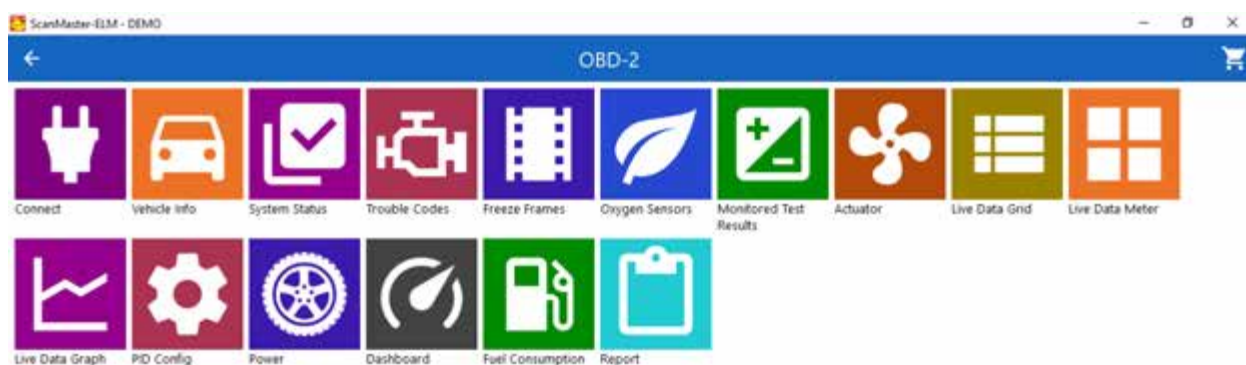 ScanMaster-ELM - DEMO
OBD-2
Connect
Vehicle Info
System Status
Trouble Codes
Freeze Frames
Oxygen Sensors
Monitored Test
Results
Actuator
Live Data Grid
Live Data Meter
Live Data Graph
PID Config
Power
Dashboard
Fuel Consumption
Report